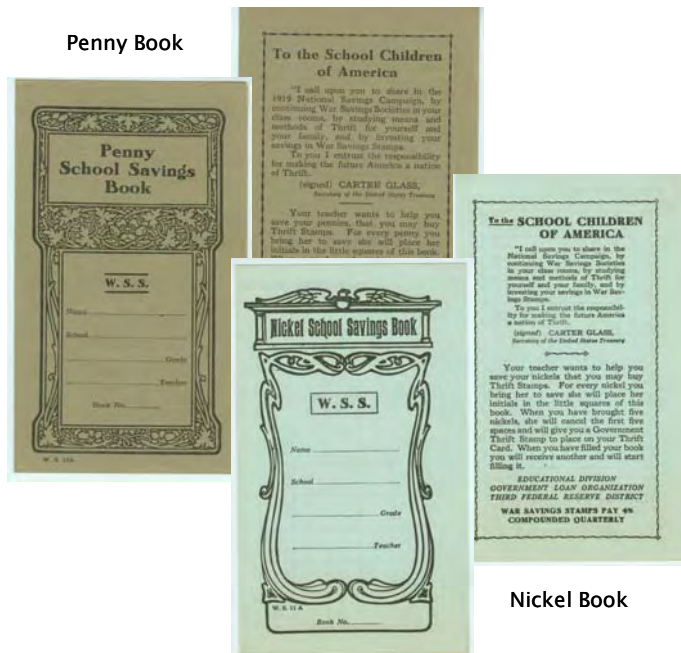 Penny Book
Penny
School Savings
Book
W. S. S.
Name
School
Grade
Teacher
Book No.
To the School Children
of America
"I call upon you to share in the
1919 National Savings Campaign, by
continuing War Savings Societies in your
class rooms, by studying means and
methods of Thrift for yourself and
your family, and by investing your
savings in War Savings Stamps.
To you I entrust the responsibility
for making the future America a nation
of Thrift.
(signed) CARTER GLASS,
Secretary of the United States Treasury
Your teacher wants to help you
save your pennies, that you may buy
Thrift Stamps. For every penny you
bring her to save she will place her
initials in the little squares of this book.
Nickel School Savings Book
W. S. S.
Name
School
Grade
Teacher
W. S. 11 A
Book No.
To the SCHOOL CHILDREN
OF AMERICA
"I call upon you to share in the
National Savings Campaign, by
continuing War Savings Societies
in your class rooms, by studying
means and methods of Thrift for
yourself and your family, and by
investing your savings in War Sav-
ings Stamps.
To you I entrust the responsibil-
ity for making the future America
a nation of Thrift.
(signed) CARTER GLASS,
Secretary of the United States Treasury
Your teacher wants to help you
save your nickels that you may buy
Thrift Stamps. For every nickel you
bring her to save she will place her
initials in the little squares of this
book. When you have brought five
nickels, she will cancel the first five
spaces and will give you a Government
Thrift Stamp to place on your Thrift
Card. When you have filled your book
you will receive another and will start
filling it.
EDUCATIONAL DIVISION
GOVERNMENT LOAN ORGANIZATION
THIRD FEDERAL RESERVE DISTRICT
WAR SAVINGS STAMPS PAY 4%
COMPOUNDED QUARTERLY
Nickel Book